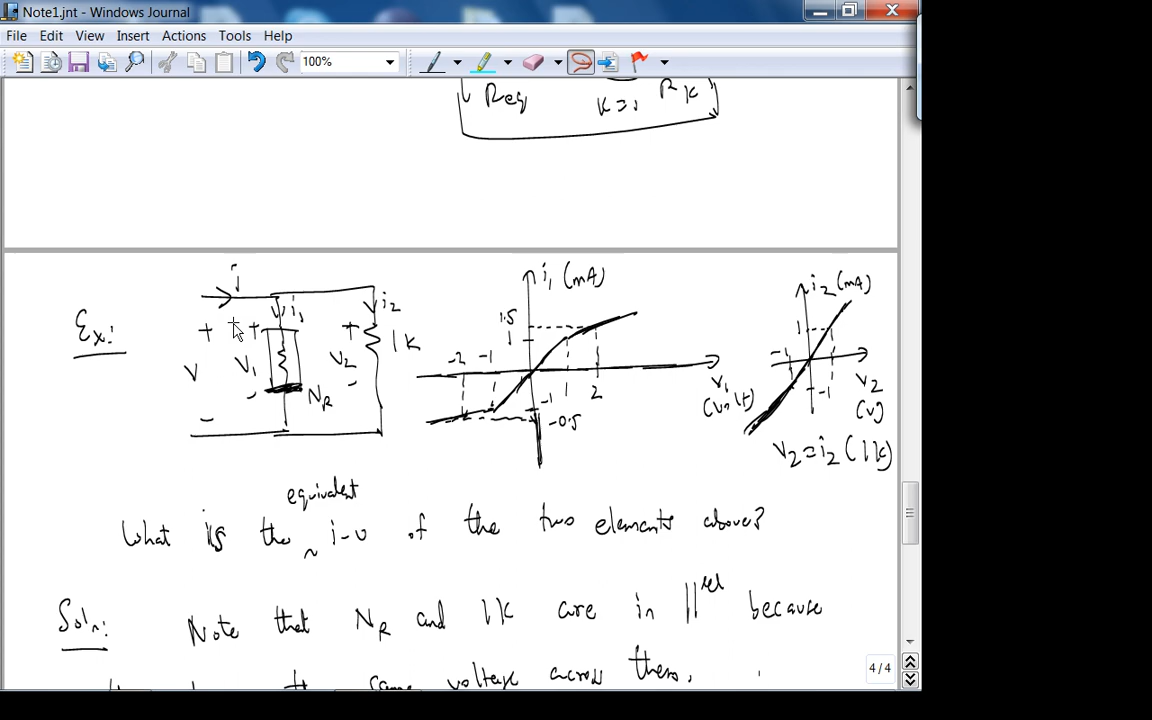 Note1.jnt - Windows Journal
File Edit View Insert Actions Tools Help
100%
Req K=1 RK
Ex:
i
i1
i2
+ + +
V V1 V2 1K
- - -
NR
i1 (mA)
1.5
1
-2 -1
1 2
-1
-0.5
V1
(Volt)
i2 (mA)
1
-1
-1
V2
(V)
V2 = i2 (1K)
equivalent
What is the i-v of the two elements above?
Soln: Note that NR and 1K are in ||rel because
same voltage across them.
4 / 4